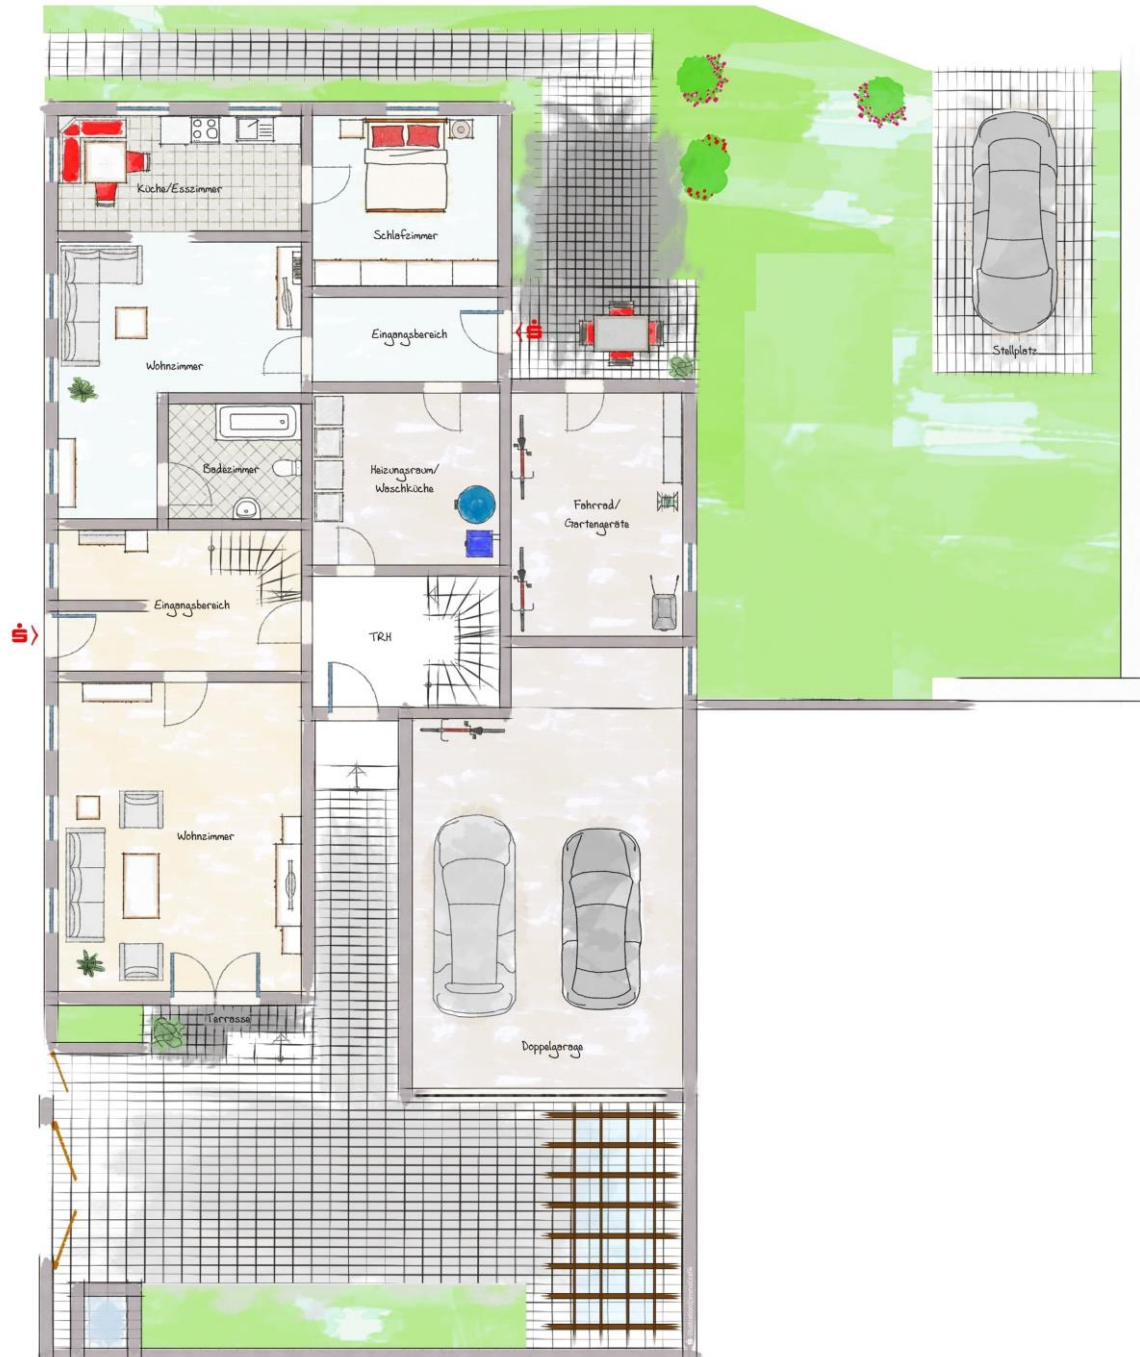 Küche/Esszimmer
Schlafzimmer
Eingangsbereich
Stellplatz
Wohnzimmer
Badezimmer
Heizungsraum/
Waschküche
Fahrrad/
Gartengeräte
Eingangsbereich
TRH
Wohnzimmer
Terrasse
Doppelgarage